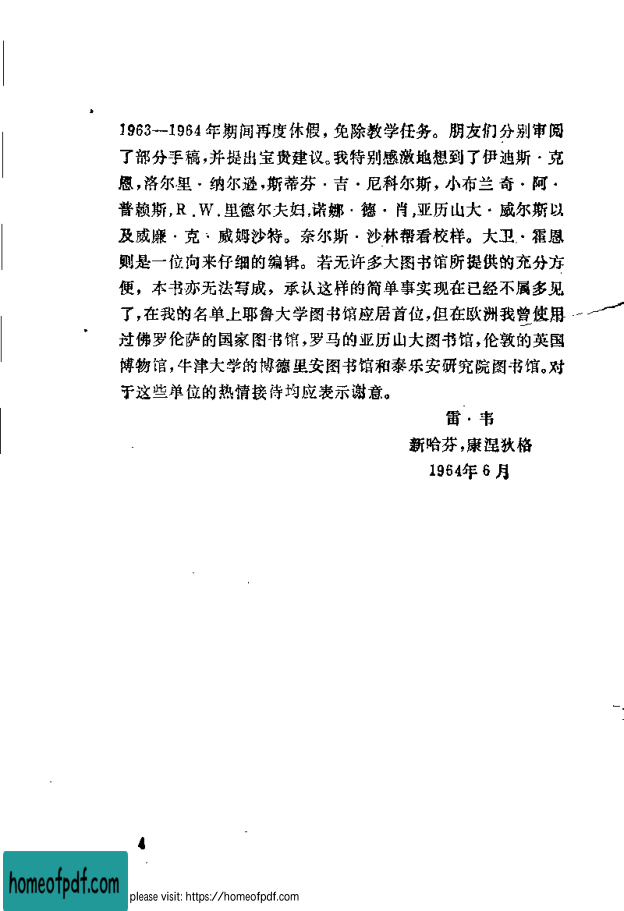 1963—1964年期间再度休假，免除教学任务。朋友们分别审阅
了部分手稿，并提出宝贵建议。我特别感激地想到了伊迪斯·克
恩，洛尔里·纳尔逊，斯蒂芬·吉·尼科尔斯，小布兰奇·阿·
普赖斯，R.W.里德尔夫妇，诺娜·德·肖，亚历山大·威尔斯以
及威廉·克·威姆沙特。奈尔斯·沙林帮看校样。大卫·霍恩
则是一位向来仔细的编辑。若无许多大图书馆所提供的充分方
便，本书亦无法写成，承认这样的简单事实现在已经不属多见
了，在我的名单上耶鲁大学图书馆应居首位，但在欧洲我曾使用
过佛罗伦萨的国家图书馆，罗马的亚历山大图书馆，伦敦的英国
博物馆，牛津大学的博德里安图书馆和泰乐安研究院图书馆。对
于这些单位的热情接待均应表示谢意。
雷·韦
新哈芬，康涅狄格
1964年6月
4
homeofpdf.com
please visit: https://homeofpdf.com